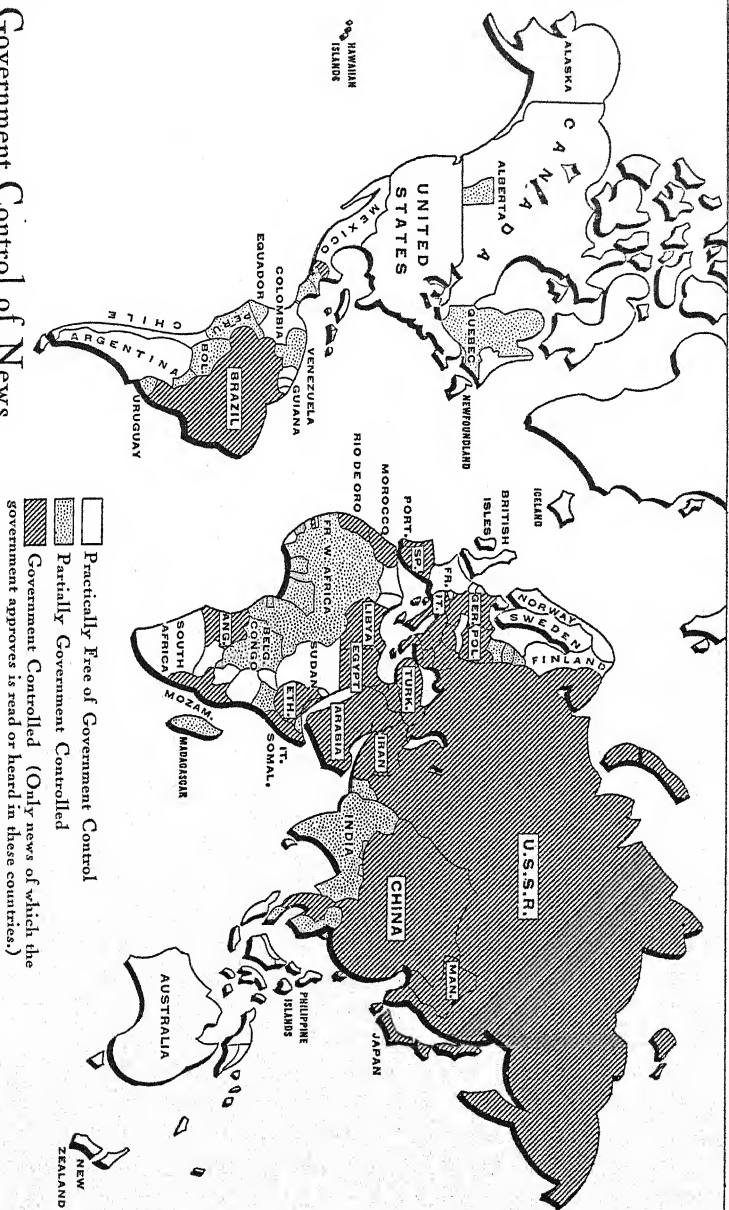 ALASKA
CANADA
HAWAIIAN
ISLANDS
ALBERTA
UNITED
STATES
QUEBEC
NEWFOUNDLAND
MEXICO
ICELAND
BRITISH
ISLES
NORWAY
SWEDEN
FINLAND
GER.
POL.
FR.
IT.
SP.
PORT.
MOROCCO
RIO DE ORO
TURK.
IRAN
ARABIA
LIBYA
EGYPT
FR. W. AFRICA
SUDAN
ETH.
IT.
SOMAL.
BELG.
CONGO
ANG.
SOUTH
AFRICA
MOZAM.
MADAGASCAR
U.S.S.R.
CHINA
MAN.
JAPAN
INDIA
PHILIPPINE
ISLANDS
AUSTRALIA
NEW
ZEALAND
VENEZUELA
GUIANA
COLOMBIA
EQUADOR
PERU
BRAZIL
BOL.
CHILE
ARGENTINA
URUGUAY
Government Control of News
Practically Free of Government Control
Partially Government Controlled
Government Controlled (Only news of which the
government approves is read or heard in these countries.)